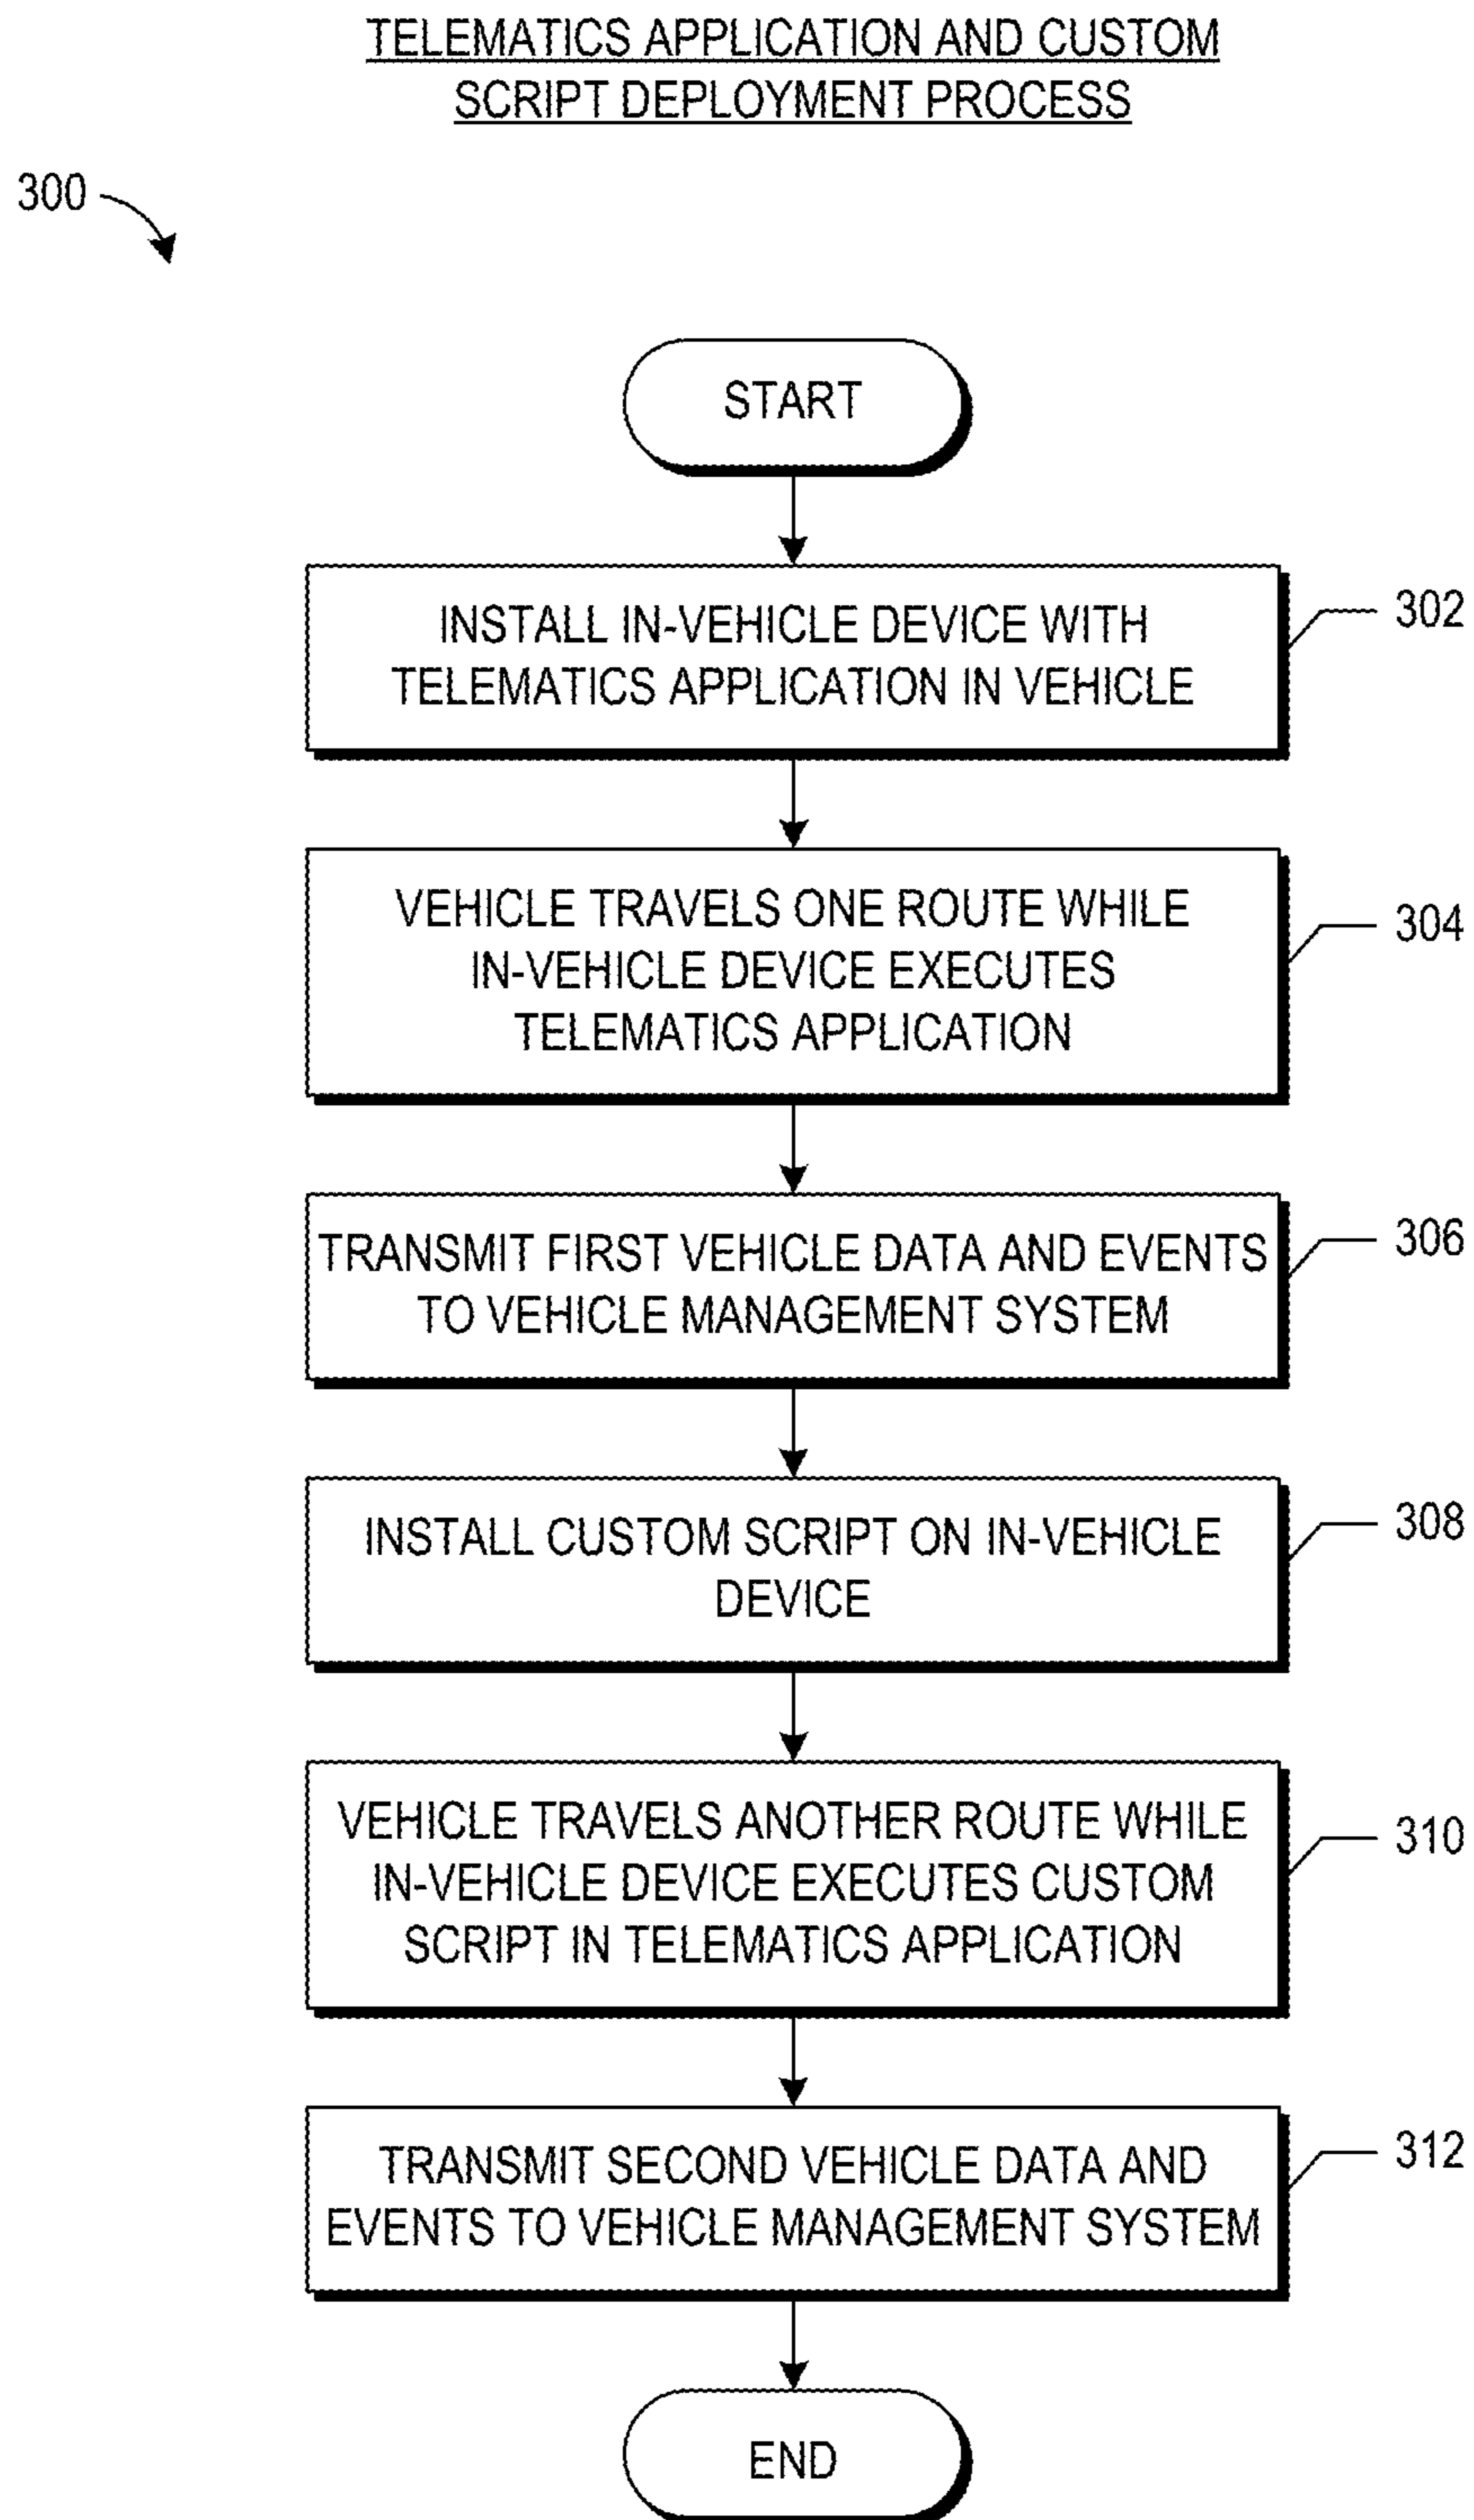 TELEMATICS APPLICATION AND CUSTOM
SCRIPT DEPLOYMENT PROCESS
300
START
INSTALL IN-VEHICLE DEVICE WITH
TELEMATICS APPLICATION IN VEHICLE
302
VEHICLE TRAVELS ONE ROUTE WHILE
IN-VEHICLE DEVICE EXECUTES
TELEMATICS APPLICATION
304
TRANSMIT FIRST VEHICLE DATA AND EVENTS
TO VEHICLE MANAGEMENT SYSTEM
306
INSTALL CUSTOM SCRIPT ON IN-VEHICLE
DEVICE
308
VEHICLE TRAVELS ANOTHER ROUTE WHILE
IN-VEHICLE DEVICE EXECUTES CUSTOM
SCRIPT IN TELEMATICS APPLICATION
310
TRANSMIT SECOND VEHICLE DATA AND
EVENTS TO VEHICLE MANAGEMENT SYSTEM
312
END